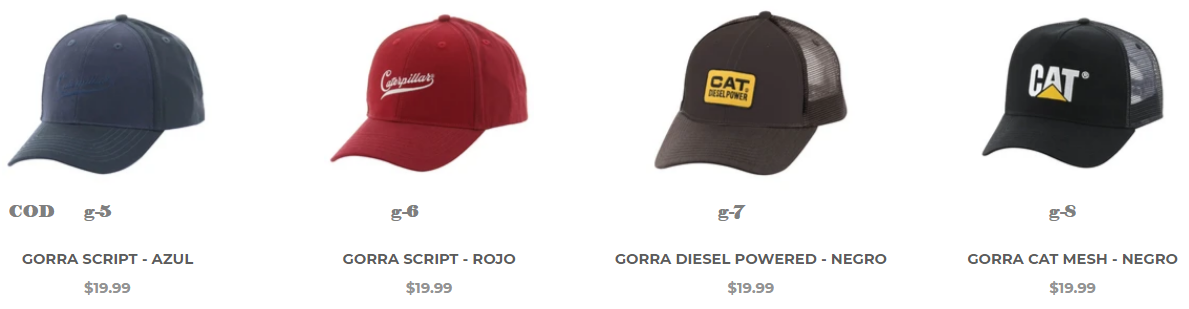 Caterpillar
CAT
DIESEL POWER
CAT®
COD g-5 g-6 g-7 g-8
GORRA SCRIPT - AZUL GORRA SCRIPT - ROJO GORRA DIESEL POWERED - NEGRO GORRA CAT MESH - NEGRO
$19.99 $19.99 $19.99 $19.99